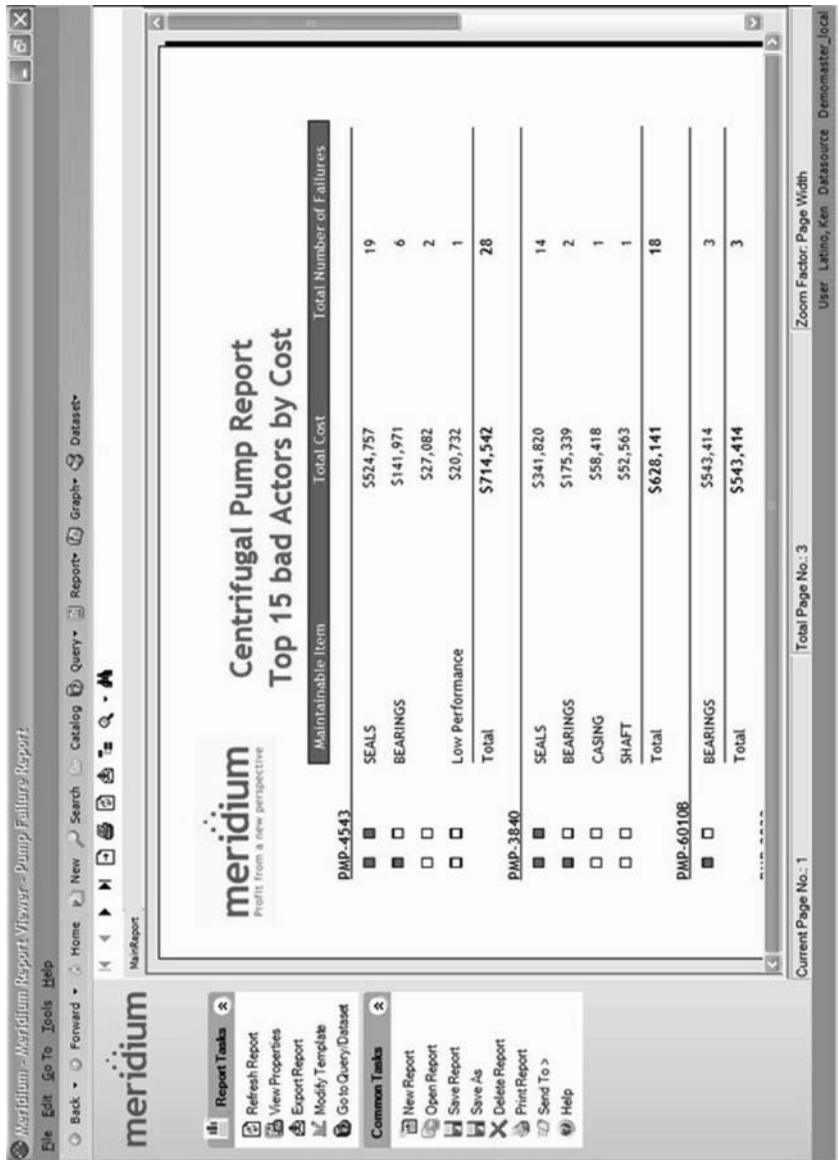 Meridium - Meridium Report Viewer - Pump Failure Report
File Edit Go To Tools Help
Back Forward Home New Search Catalog Query Report Graph Dataset
meridium
Report Tasks
Refresh Report
View Properties
Export Report
Modify Template
Go to Query/Dataset
Common Tasks
New Report
Open Report
Save Report
Save As
Delete Report
Print Report
Send To >
Help
MainReport
meridium
Profit from a new perspective
Centrifugal Pump Report
Top 15 bad Actors by Cost
Maintainable Item Total Cost Total Number of Failures
PMP-4543
SEALS $524,757 19
BEARINGS $141,971 6
$27,082 2
Low Performance $20,732 1
Total $714,542 28
PMP-3840
SEALS $341,820 14
BEARINGS $175,339 2
CASING $58,418 1
SHAFT $52,563 1
Total $628,141 18
PMP-6010B
BEARINGS $543,414 3
Total $543,414 3
Current Page No.: 1 Total Page No.: 3 Zoom Factor: Page Width
User Latino, Ken Datasource Demomaster_local